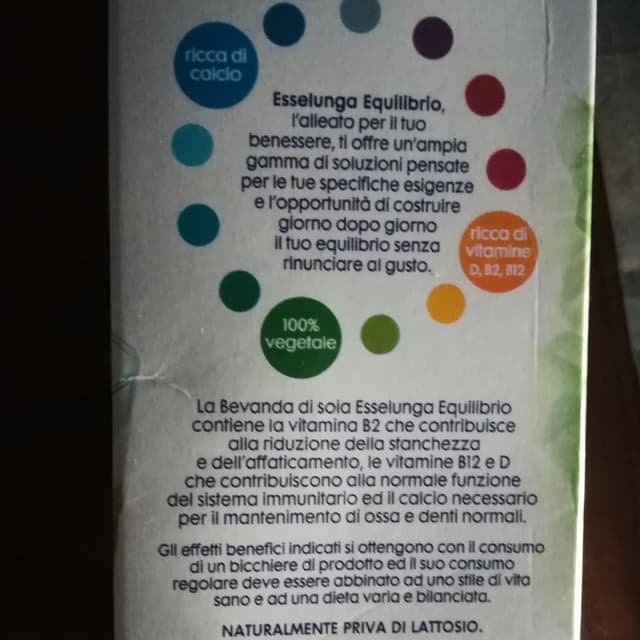 ricca di
calcio
Esselunga Equilibrio,
l'alleato per il tuo
benessere, ti offre un'ampia
gamma di soluzioni pensate
per le tue specifiche esigenze
e l'opportunità di costruire
giorno dopo giorno
il tuo equilibrio senza
rinunciare al gusto.
ricca di
vitamine
D, B2, B12
100%
vegetale
La Bevanda di soia Esselunga Equilibrio
contiene la vitamina B2 che contribuisce
alla riduzione della stanchezza
e dell'affaticamento, le vitamine B12 e D
che contribuiscono alla normale funzione
del sistema immunitario ed il calcio necessario
per il mantenimento di ossa e denti normali.
Gli effetti benefici indicati si ottengono con il consumo
di un bicchiere di prodotto ed il suo consumo
regolare deve essere abbinato ad uno stile di vita
sano e ad una dieta varia e bilanciata.
NATURALMENTE PRIVA DI LATTOSIO.